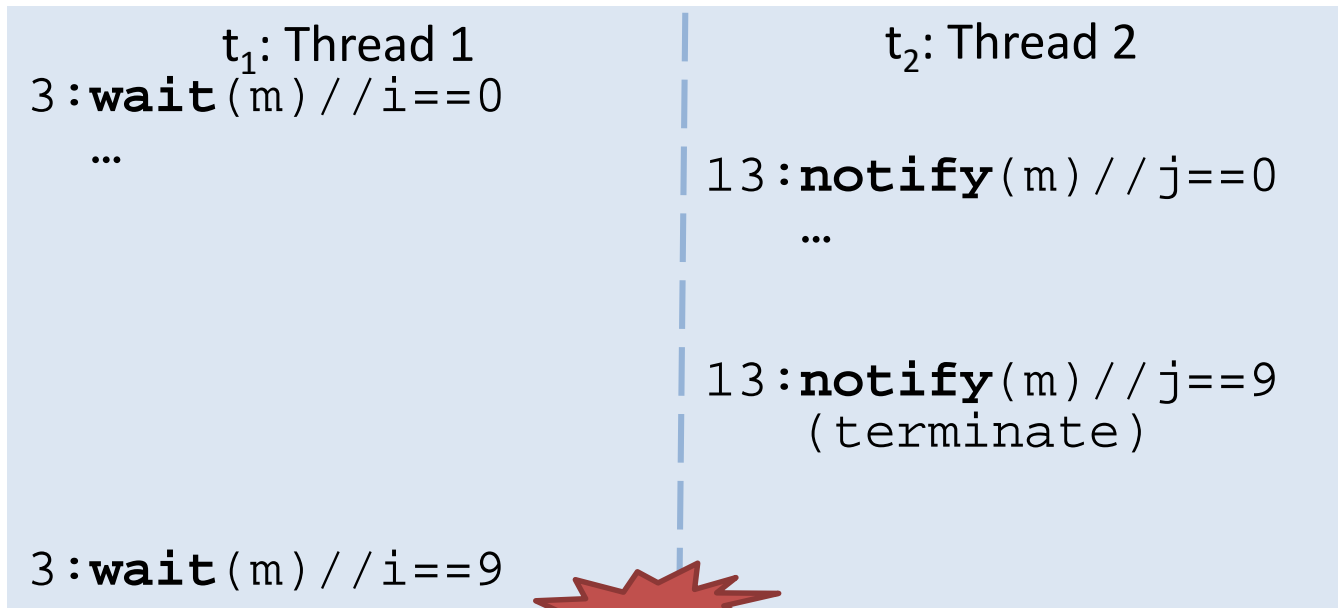 t₁: Thread 1
3:wait(m)//i==0
…
3:wait(m)//i==9
t₂: Thread 2
13:notify(m)//j==0
…
13:notify(m)//j==9
(terminate)